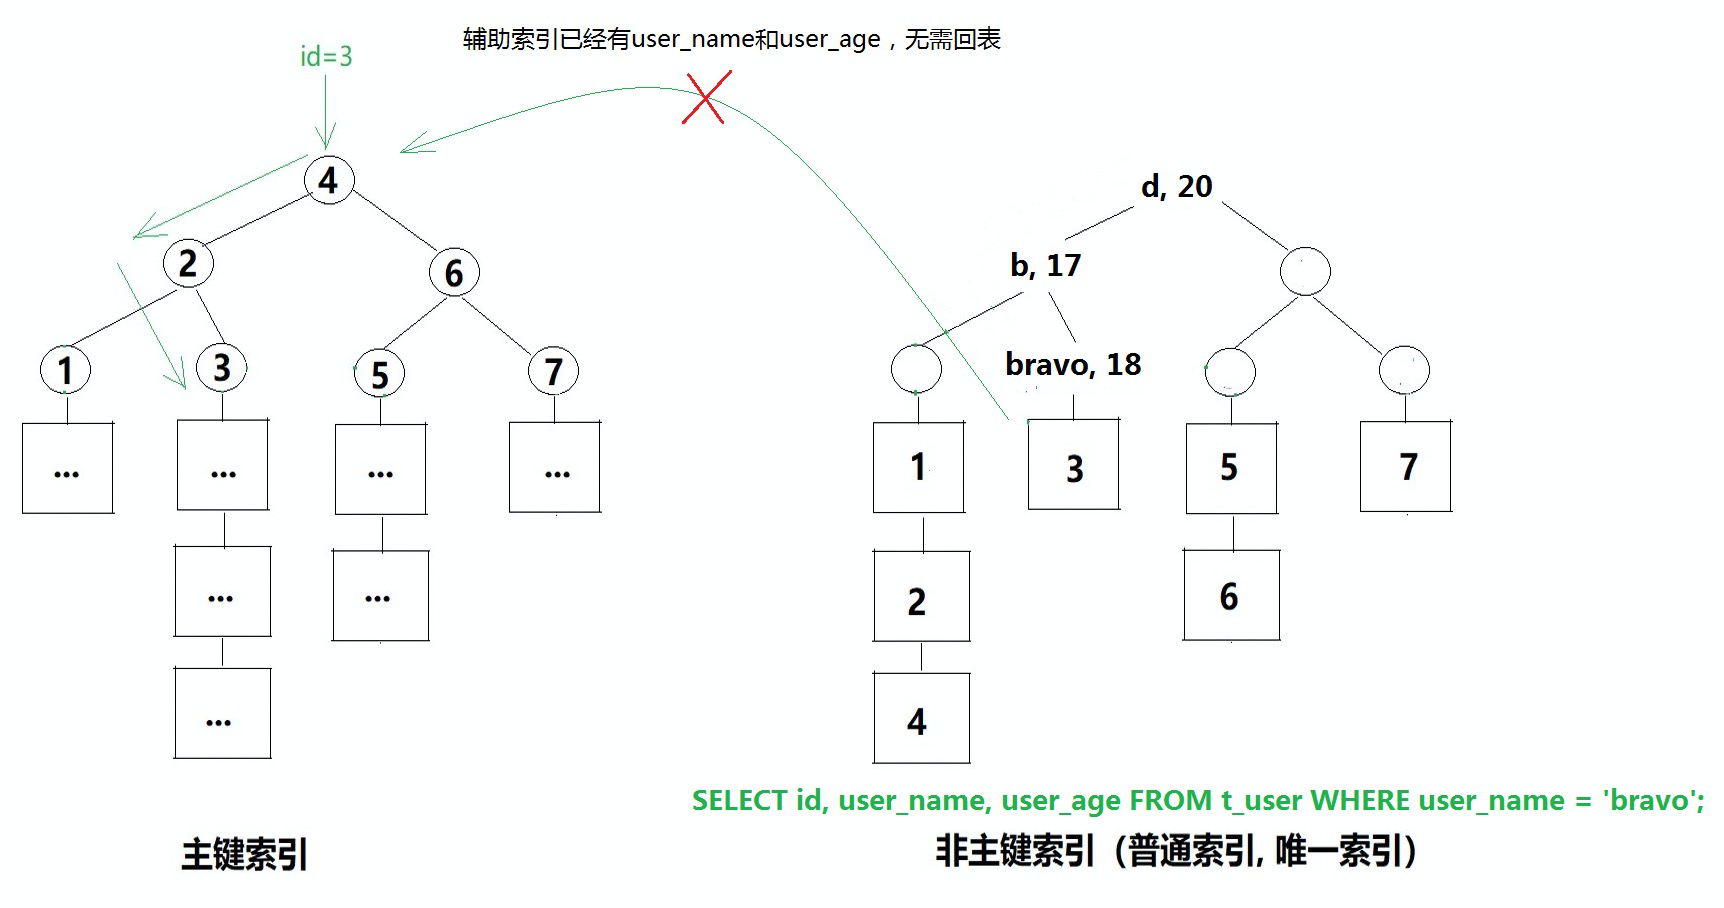 辅助索引已经有user_name和user_age，无需回表
id=3
4
d, 20
2
6
b, 17
1
3
5
7
bravo, 18
...
...
...
...
1
3
5
7
...
...
2
6
...
4
SELECT id, user_name, user_age FROM t_user WHERE user_name = 'bravo';
主键索引
非主键索引（普通索引, 唯一索引）